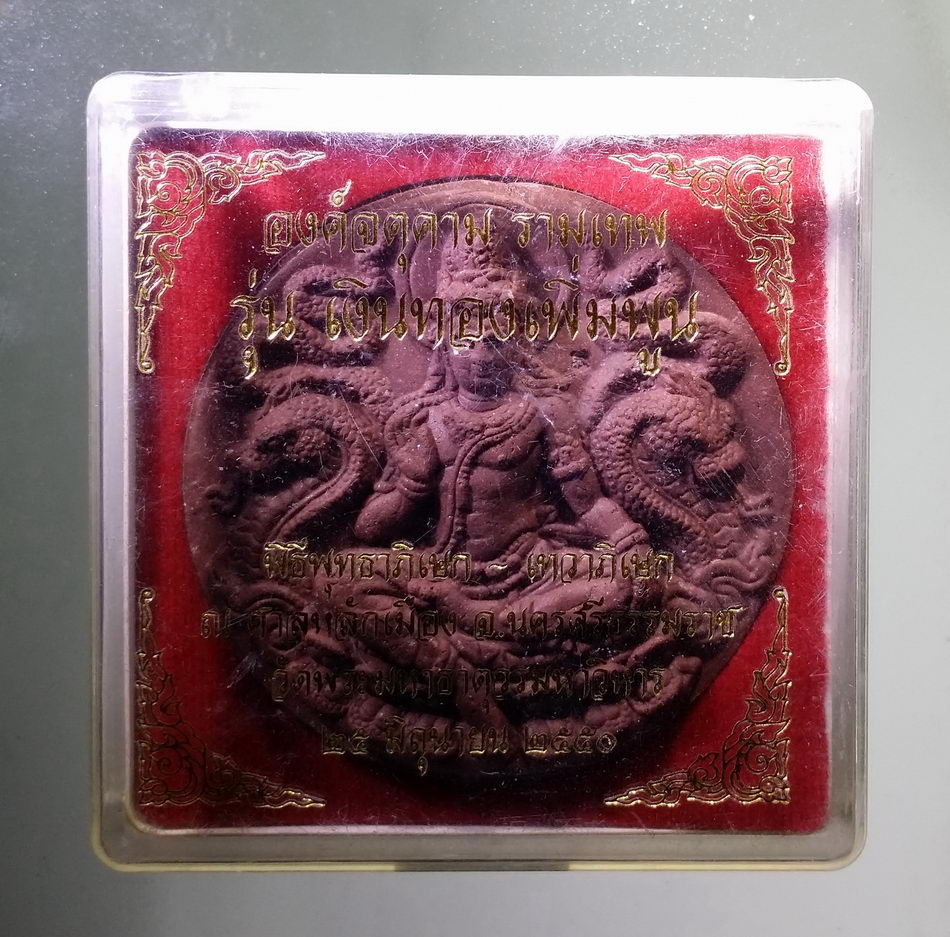 องค์จตุคาม รามเทพ
รุ่น เงินทองเพิ่มพูน
พิธีพุทธาภิเษก - เทวาภิเษก
ณ ศาลหลักเมือง จ.นครศรีธรรมราช
วัดพระมหาธาตุวรมหาวิหาร
๒๕ มิถุนายน ๒๕๕๐